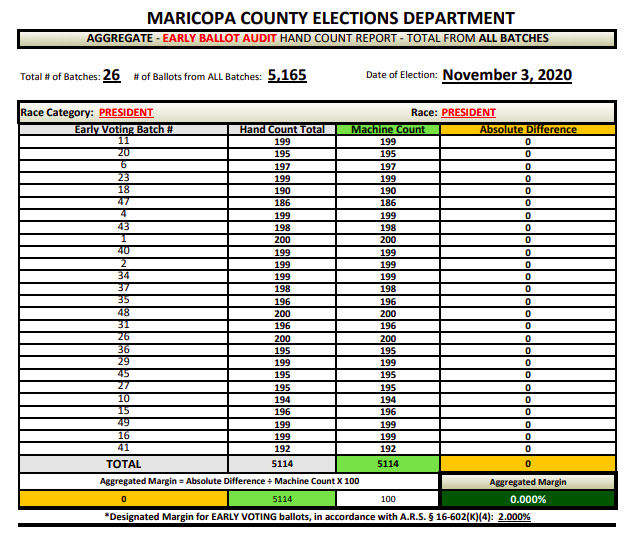 MARICOPA COUNTY ELECTIONS DEPARTMENT
AGGREGATE - EARLY BALLOT AUDIT HAND COUNT REPORT - TOTAL FROM ALL BATCHES
Total # of Batches: 26 # of Ballots from ALL Batches: 5,165 Date of Election: November 3, 2020
Race Category: PRESIDENT Race: PRESIDENT
Early Voting Batch # Hand Count Total Machine Count Absolute Difference
11 199 199 0
20 195 195 0
6 197 197 0
23 199 199 0
18 190 190 0
47 186 186 0
4 199 199 0
43 198 198 0
1 200 200 0
40 199 199 0
2 199 199 0
34 199 199 0
37 198 198 0
35 196 196 0
48 200 200 0
31 196 196 0
26 200 200 0
36 195 195 0
29 199 199 0
45 195 195 0
27 195 195 0
10 194 194 0
15 196 196 0
49 199 199 0
16 199 199 0
41 192 192 0
TOTAL 5114 5114 0
Aggregated Margin = Absolute Difference ÷ Machine Count X 100 Aggregated Margin
0 5114 100 0.000%
*Designated Margin for EARLY VOTING ballots, in accordance with A.R.S. § 16-602(K)(4): 2.000%